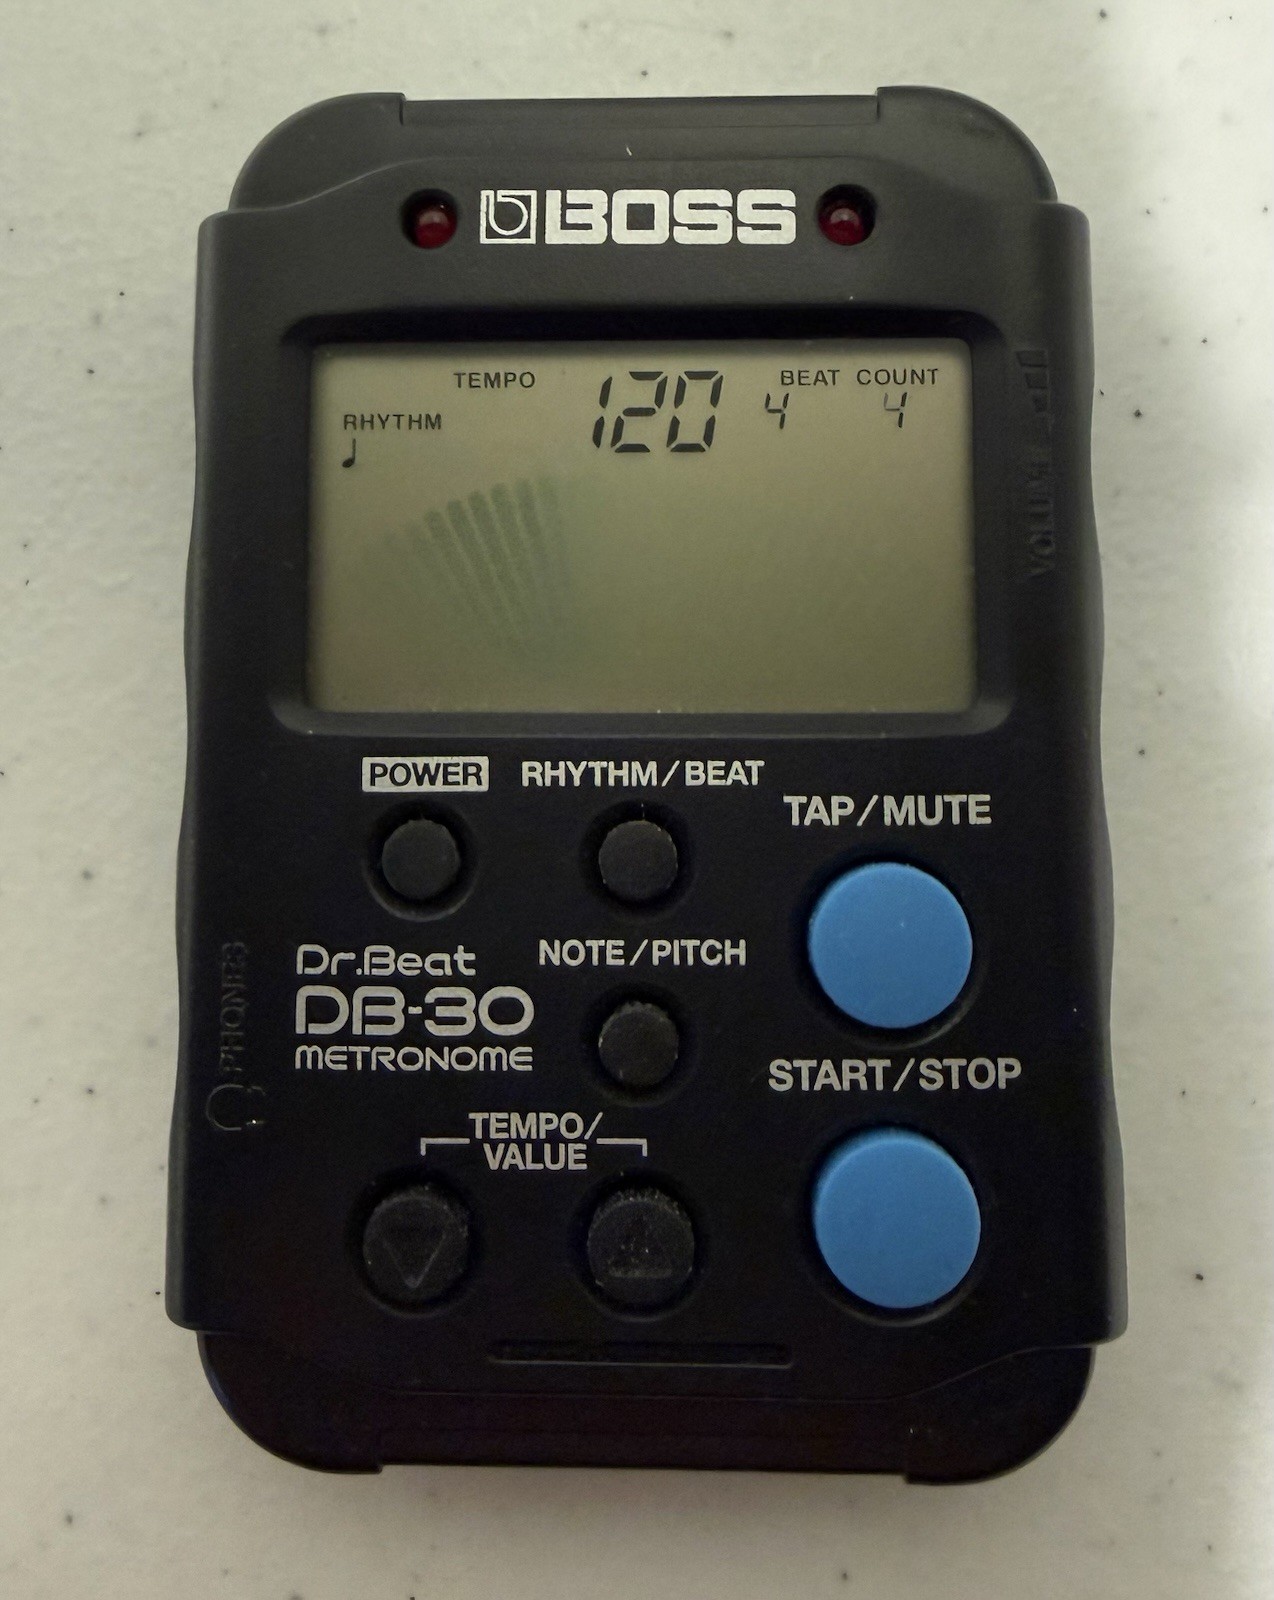 BOSS
TEMPO 120 BEAT COUNT
RHYTHM 4 4
VOLUME
POWER RHYTHM/BEAT
TAP/MUTE
Dr.Beat NOTE/PITCH
DB-30
METRONOME
PHONES
START/STOP
TEMPO/
VALUE